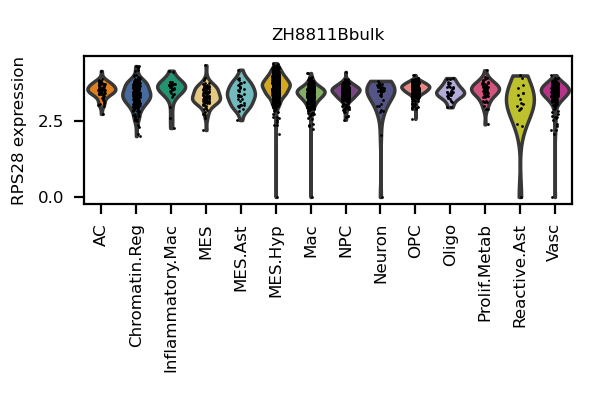 ZH8811Bbulk
RPS28 expression
2.5
0.0
AC
Chromatin.Reg
Inflammatory.Mac
MES
MES.Ast
MES.Hyp
Mac
NPC
Neuron
OPC
Oligo
Prolif.Metab
Reactive.Ast
Vasc